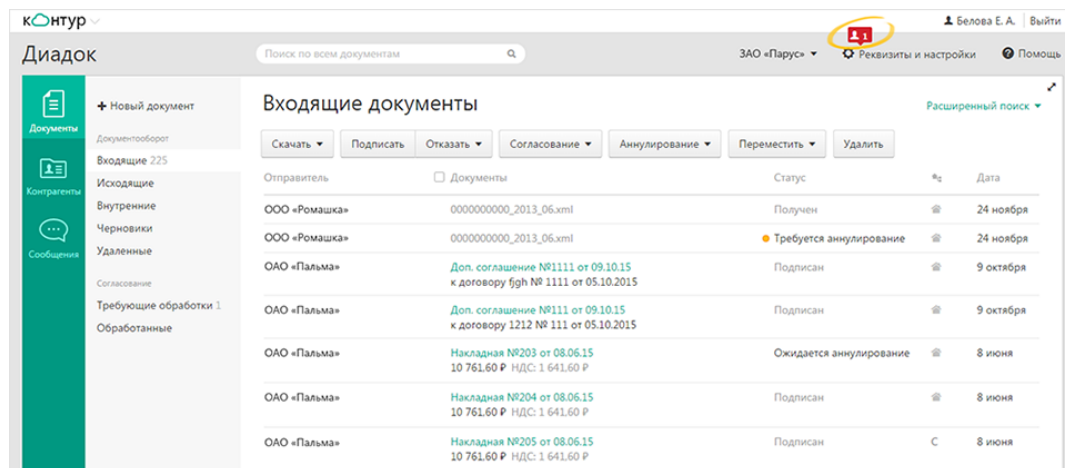 контур
Белова Е. А. Выйти
Диадок
Поиск по всем документам
ЗАО «Парус»
1
Реквизиты и настройки
Помощь
Документы
Контрагенты
Сообщения
+ Новый документ
Документооборот
Входящие 225
Исходящие
Внутренние
Черновики
Удаленные
Согласование
Требующие обработки 1
Обработанные
Входящие документы
Расширенный поиск
Скачать Подписать Отказать Согласование Аннулирование Переместить Удалить
Отправитель Документы Статус Дата
ООО «Ромашка» 0000000000_2013_06.xml Получен 24 ноября
ООО «Ромашка» 0000000000_2013_06.xml Требуется аннулирование 24 ноября
ОАО «Пальма» Доп. соглашение №1111 от 09.10.15 Подписан 9 октября
к договору fjgh № 1111 от 05.10.2015
ОАО «Пальма» Доп. соглашение №111 от 09.10.15 Подписан 9 октября
к договору 1212 № 111 от 05.10.2015
ОАО «Пальма» Накладная №203 от 08.06.15 Ожидается аннулирование 8 июня
10 761,60 ₽ НДС: 1 641,60 ₽
ОАО «Пальма» Накладная №204 от 08.06.15 Подписан 8 июня
10 761,60 ₽ НДС: 1 641,60 ₽
ОАО «Пальма» Накладная №205 от 08.06.15 Подписан С 8 июня
10 761,60 ₽ НДС: 1 641,60 ₽